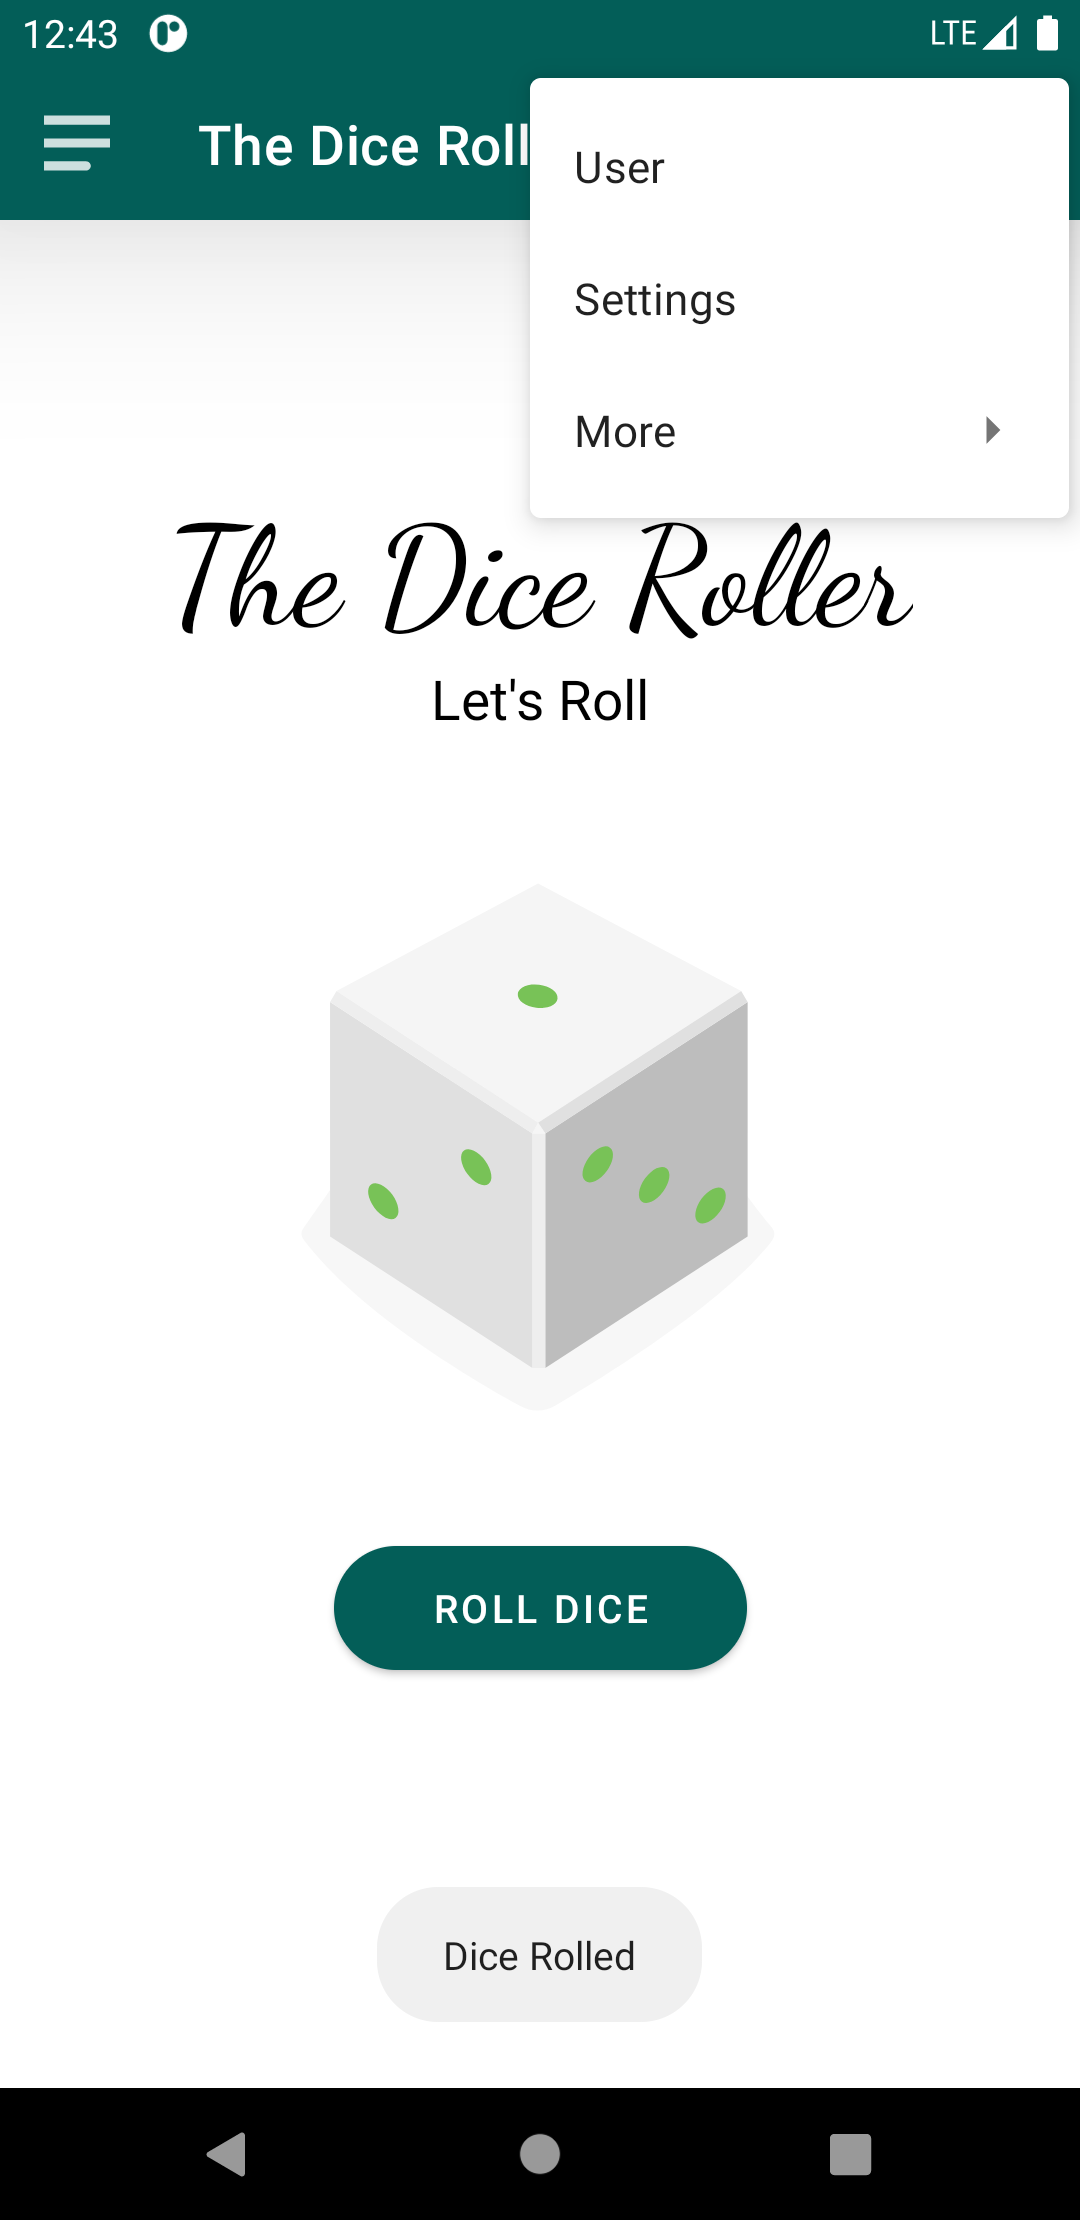 12:43
LTE
The Dice Roll
User
Settings
More
The Dice Roller
Let's Roll
ROLL DICE
Dice Rolled